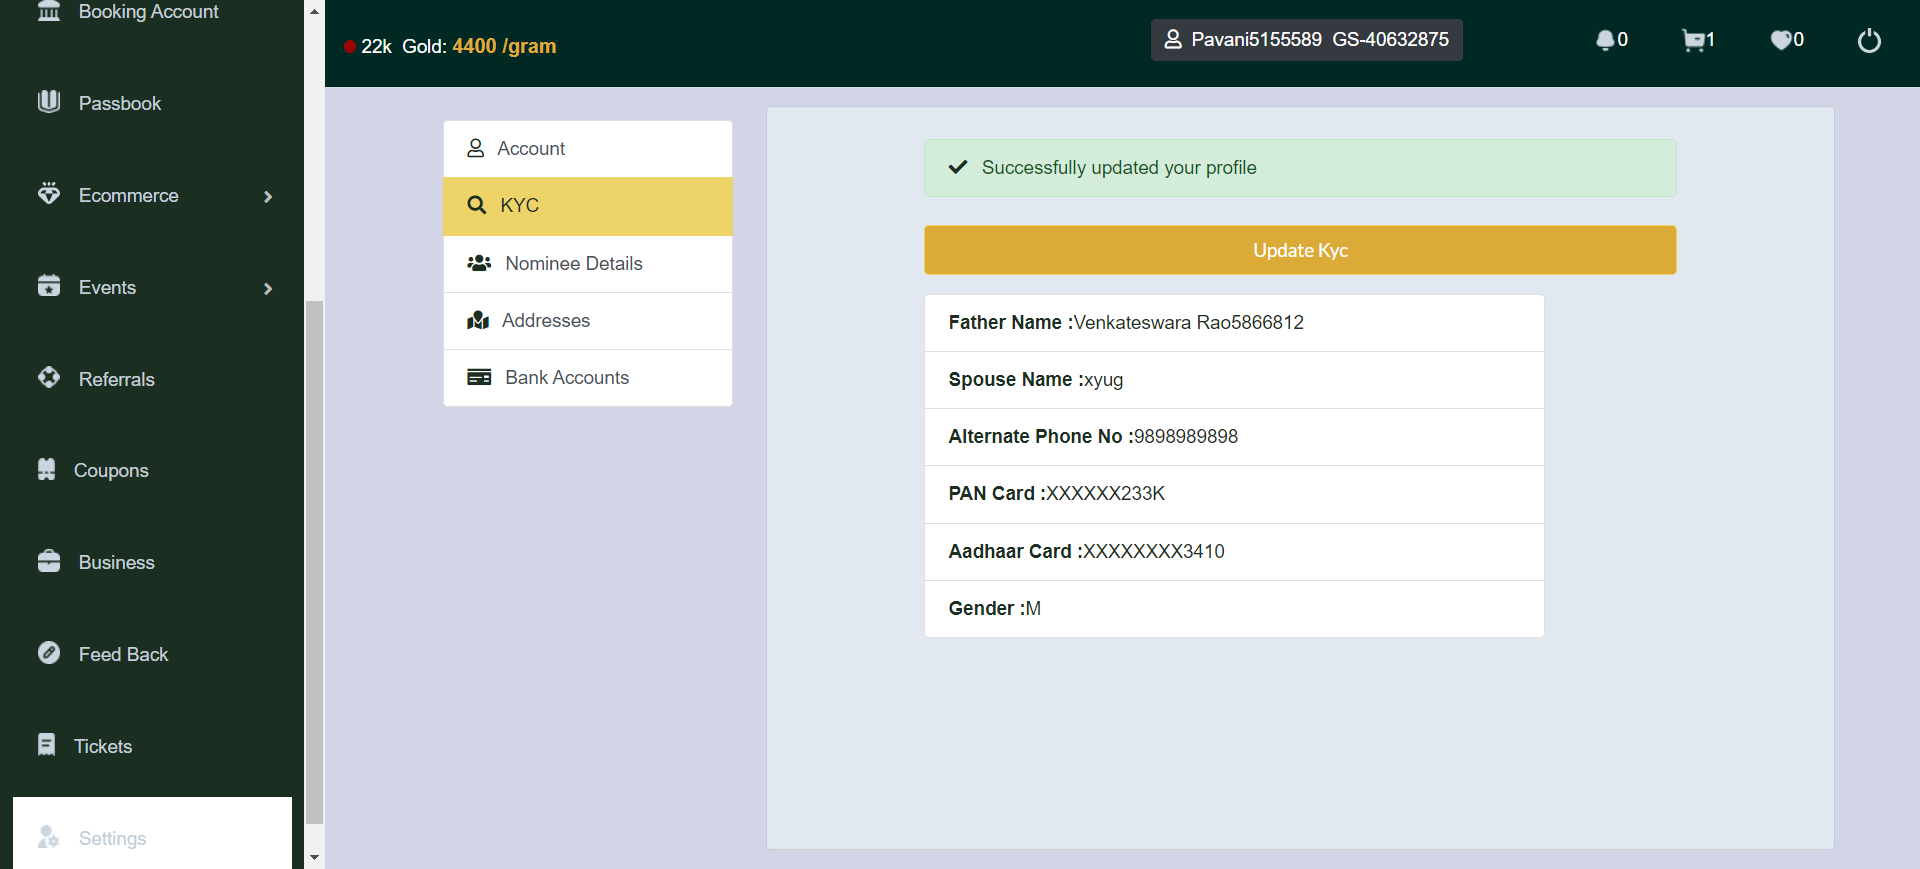 Booking Account
Passbook
Ecommerce
Events
Referrals
Coupons
Business
Feed Back
Tickets
Settings
22k Gold: 4400 /gram
Pavani5155589 GS-40632875
0
1
0
Account
KYC
Nominee Details
Addresses
Bank Accounts
Successfully updated your profile
Update Kyc
Father Name :Venkateswara Rao5866812
Spouse Name :xyug
Alternate Phone No :9898989898
PAN Card :XXXXXX233K
Aadhaar Card :XXXXXXXX3410
Gender :M